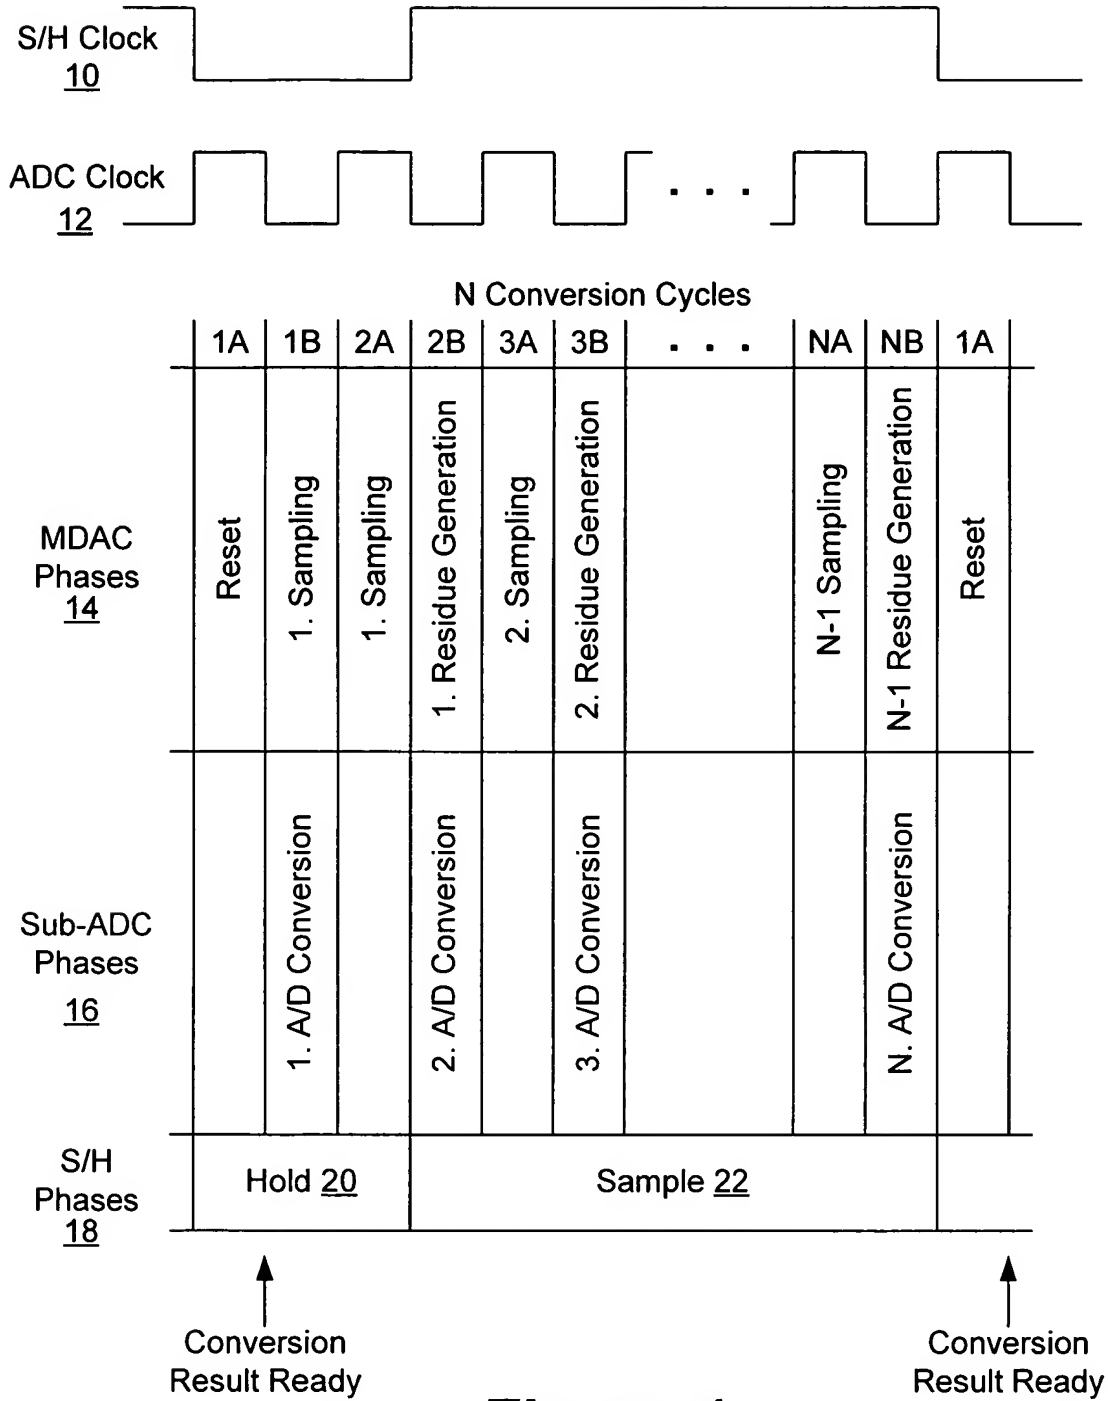 S/H Clock
10
ADC Clock
12
N Conversion Cycles
1A 1B 2A 2B 3A 3B . . . NA NB 1A
MDAC
Phases
14
Reset
1. Sampling
1. Sampling
1. Residue Generation
2. Sampling
2. Residue Generation
N-1 Sampling
N-1 Residue Generation
Reset
Sub-ADC
Phases
16
1. A/D Conversion
2. A/D Conversion
3. A/D Conversion
N. A/D Conversion
S/H
Phases
18
Hold 20
Sample 22
Conversion
Result Ready
Conversion
Result Ready